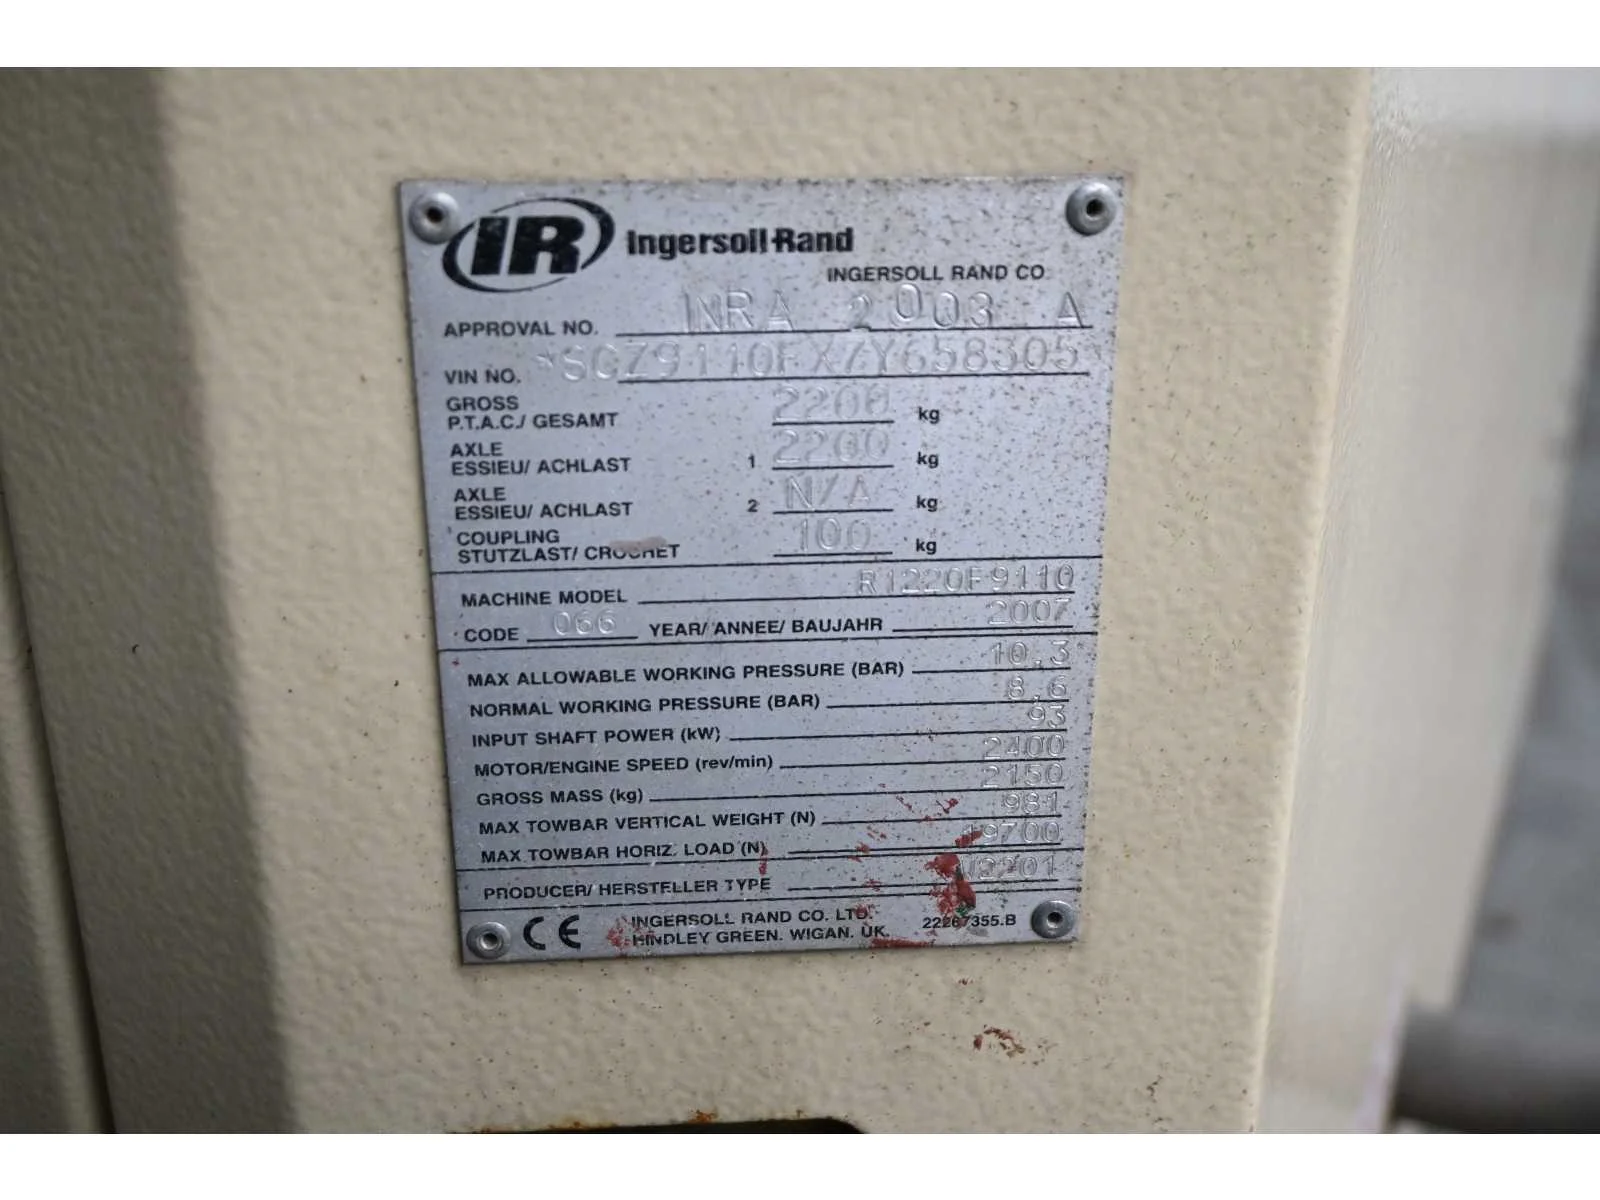 IR Ingersoll-Rand
INGERSOLL RAND CO
APPROVAL NO. INRA 2003 A
VIN NO. *SCZ9110FX7Y658305
GROSS
P.T.A.C./ GESAMT 2200 kg
AXLE
ESSIEU/ ACHLAST 1 2200 kg
AXLE
ESSIEU/ ACHLAST 2 N/A kg
COUPLING
STUTZLAST/ CROCHET 100 kg
MACHINE MODEL R1220F9110
CODE 066 YEAR/ ANNEE/ BAUJAHR 2007
MAX ALLOWABLE WORKING PRESSURE (BAR) 10,3
NORMAL WORKING PRESSURE (BAR) 8,6
INPUT SHAFT POWER (kW) 93
MOTOR/ENGINE SPEED (rev/min) 2400
GROSS MASS (kg) 2150
MAX TOWBAR VERTICAL WEIGHT (N) 981
MAX TOWBAR HORIZ. LOAD (N) 19700
PRODUCER/ HERSTELLER TYPE
CE INGERSOLL RAND CO. LTD. 22267355.B
HINDLEY GREEN. WIGAN. UK.